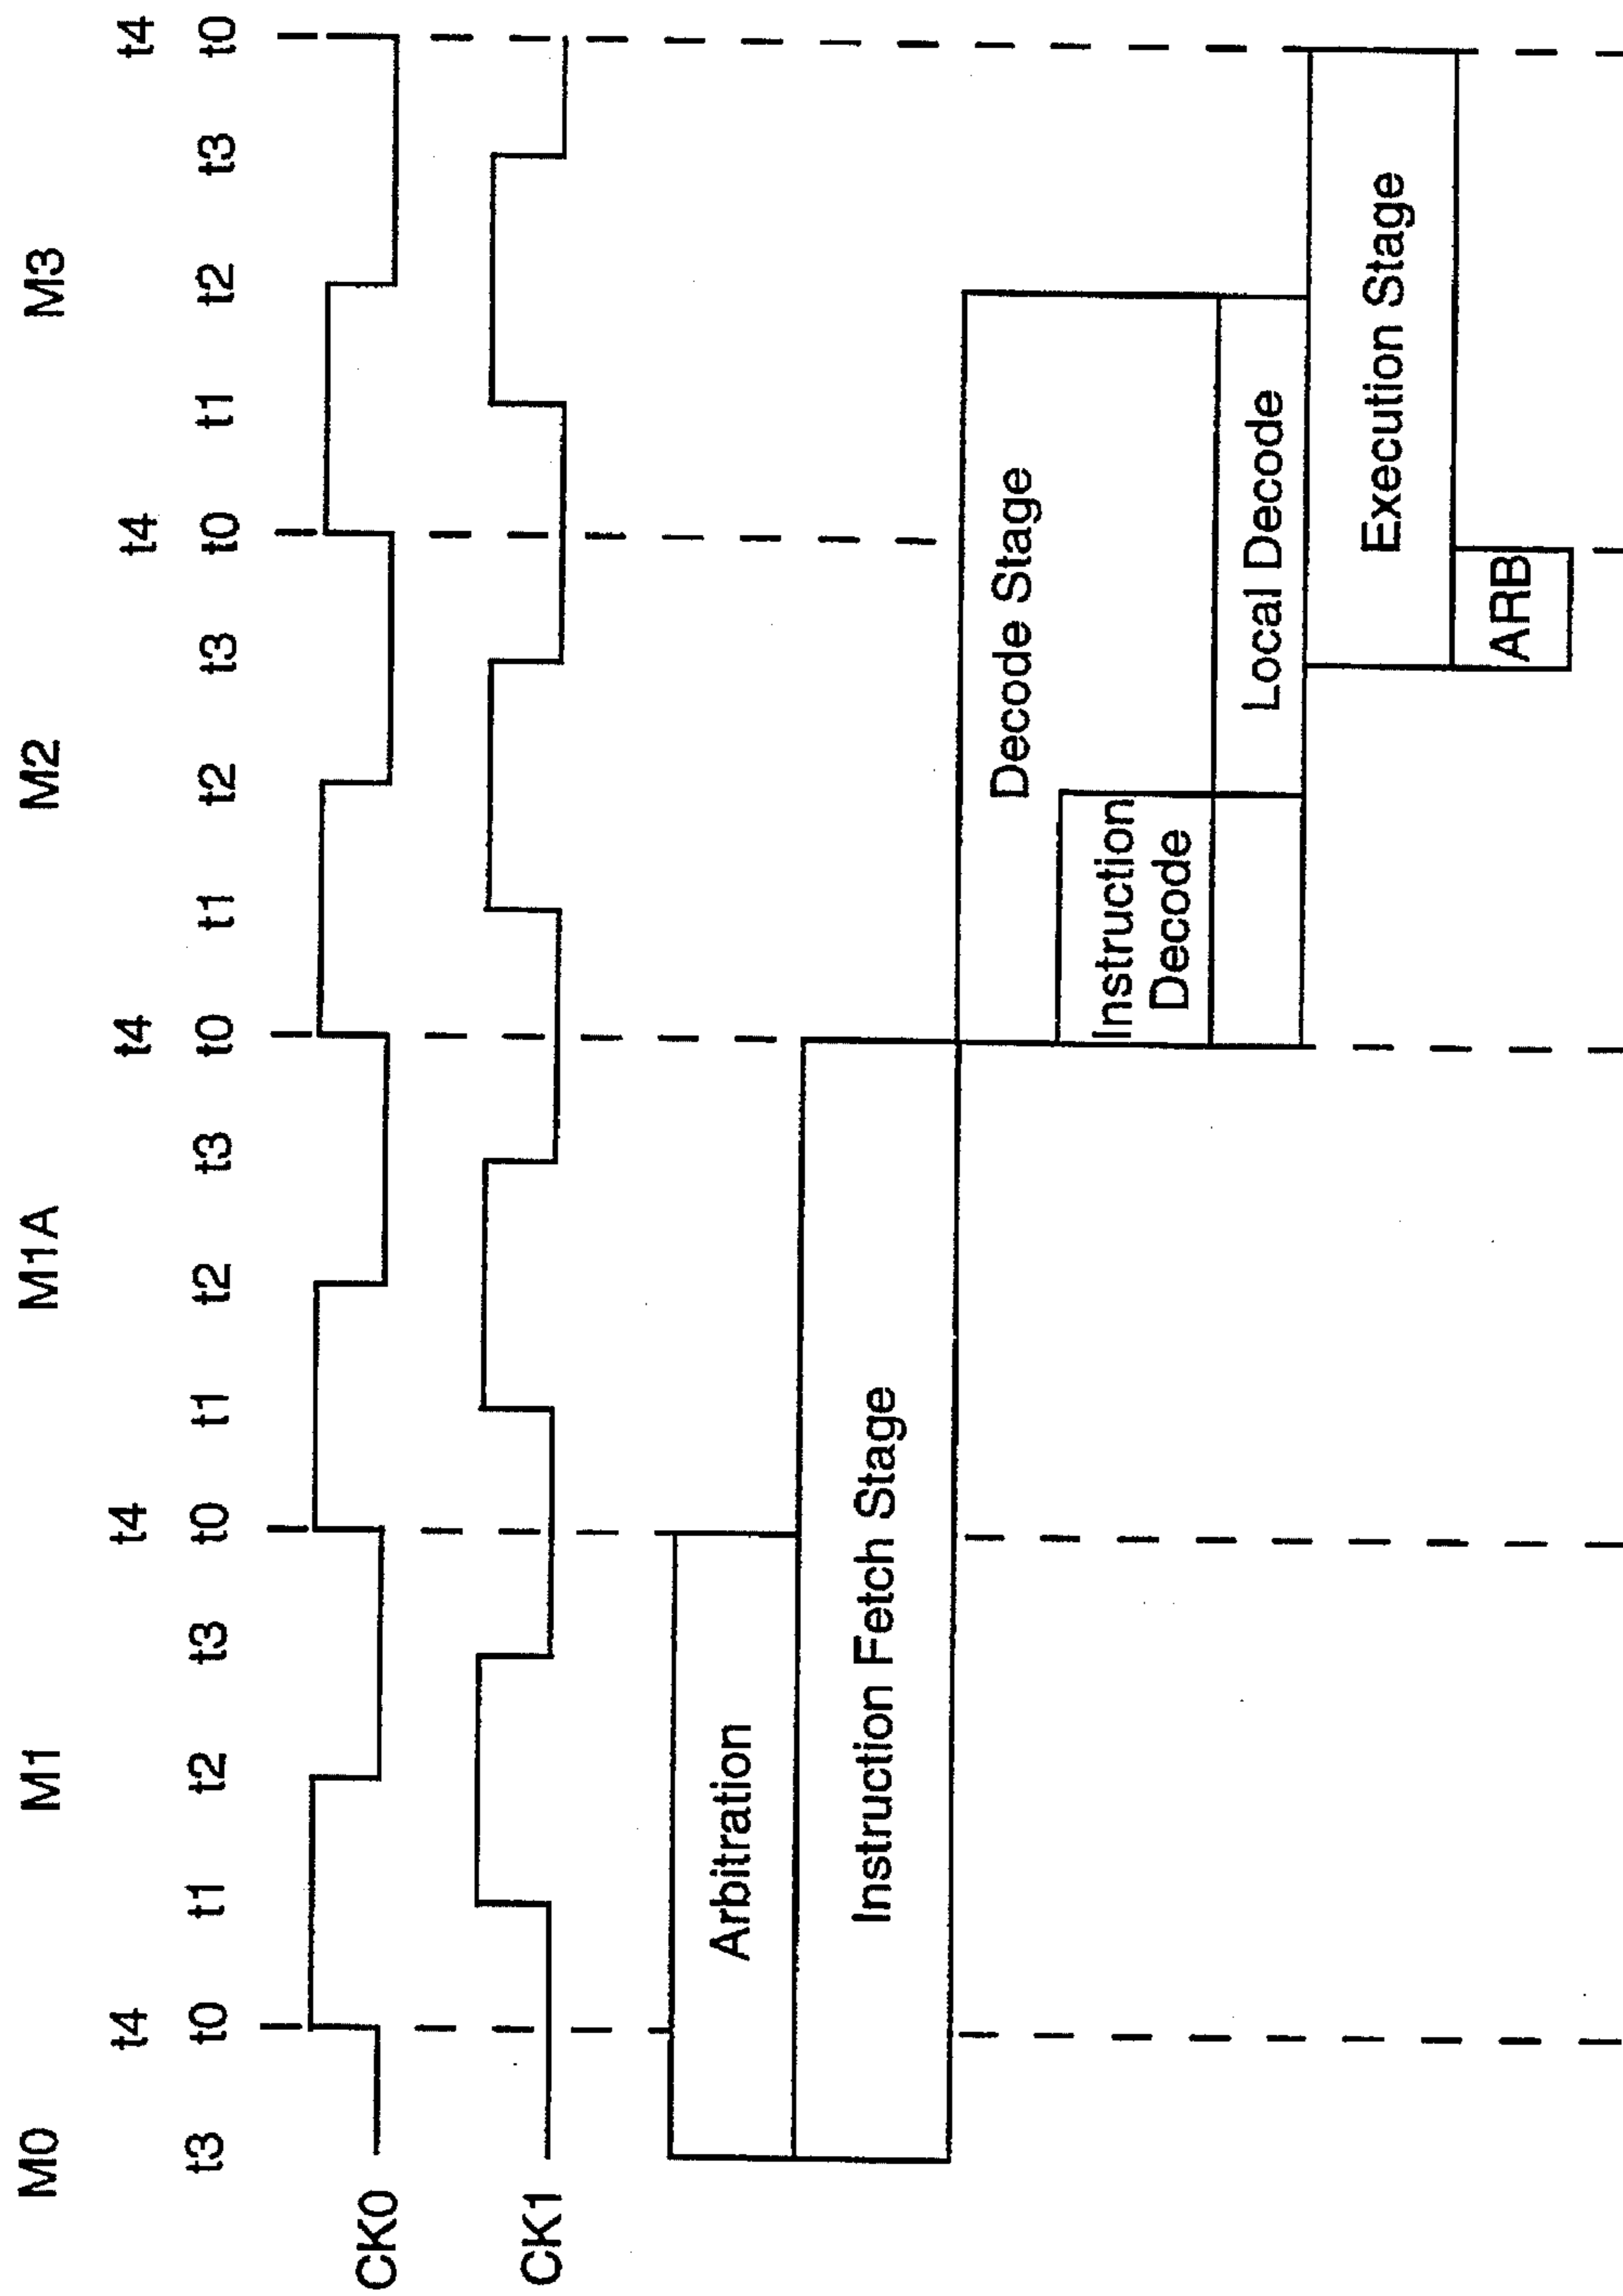 M0 M1 M1A M2 M3
t4 t4 t4 t4 t4
t3 t0 t1 t2 t3 t0 t1 t2 t3 t0 t1 t2 t3 t0 t1 t2 t3 t0
CK0
CK1
Arbitration
Instruction Fetch Stage
Decode Stage
Instruction
Decode
Local Decode
Execution Stage
ARB